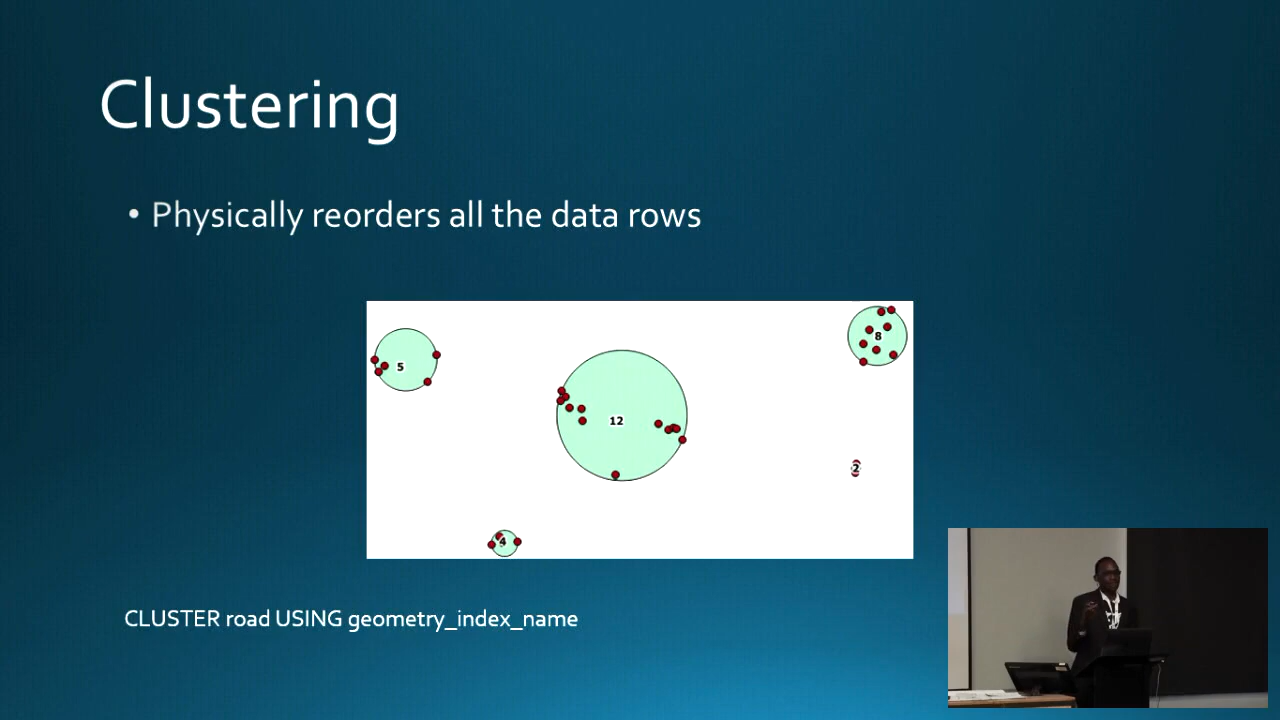 Clustering
• Physically reorders all the data rows
5
8
12
2
4
CLUSTER road USING geometry_index_name